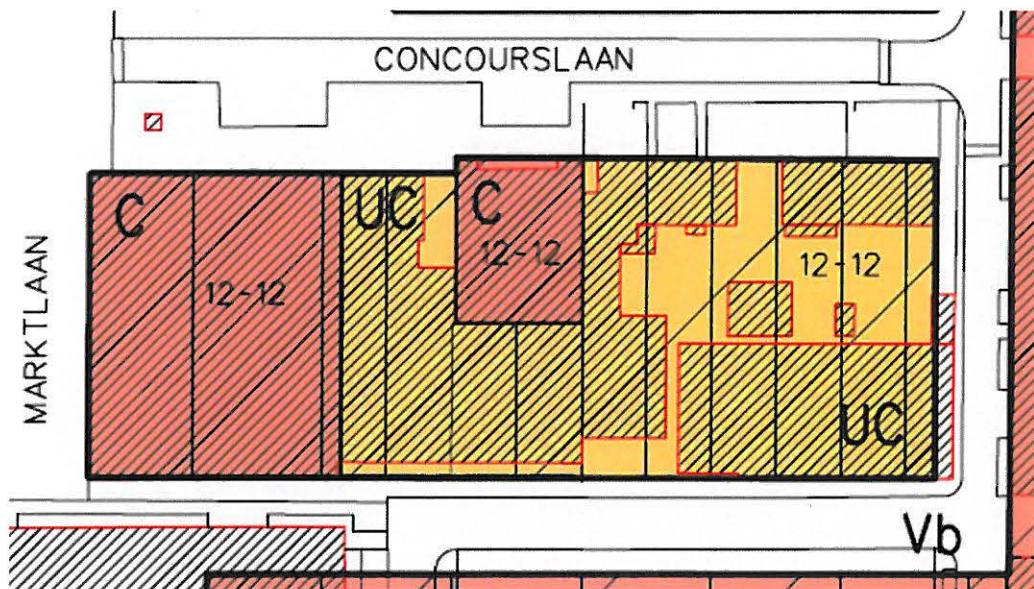 CONCOURSLAAN
C
UC
C
12-12
12-12
12-12
MARKTLAAN
UC
Vb